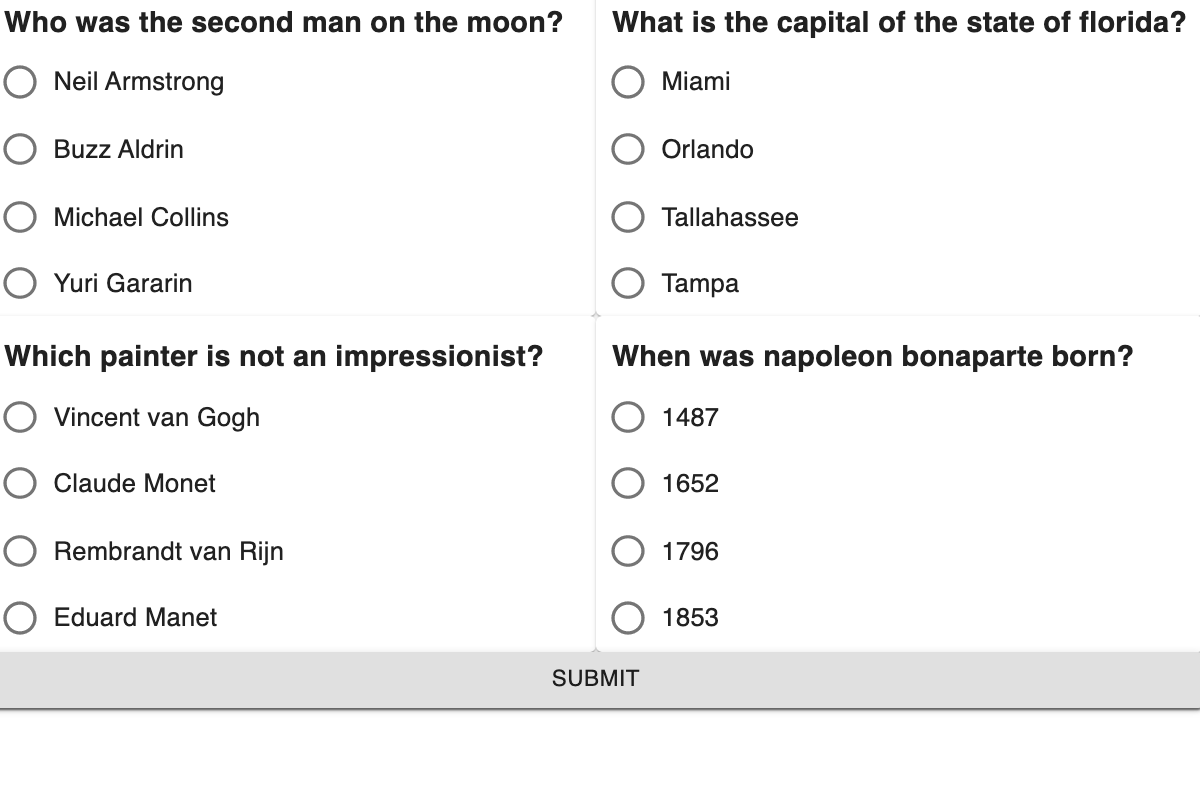 Who was the second man on the moon?
Neil Armstrong
Buzz Aldrin
Michael Collins
Yuri Gararin
What is the capital of the state of florida?
Miami
Orlando
Tallahassee
Tampa
Which painter is not an impressionist?
Vincent van Gogh
Claude Monet
Rembrandt van Rijn
Eduard Manet
When was napoleon bonaparte born?
1487
1652
1796
1853
SUBMIT